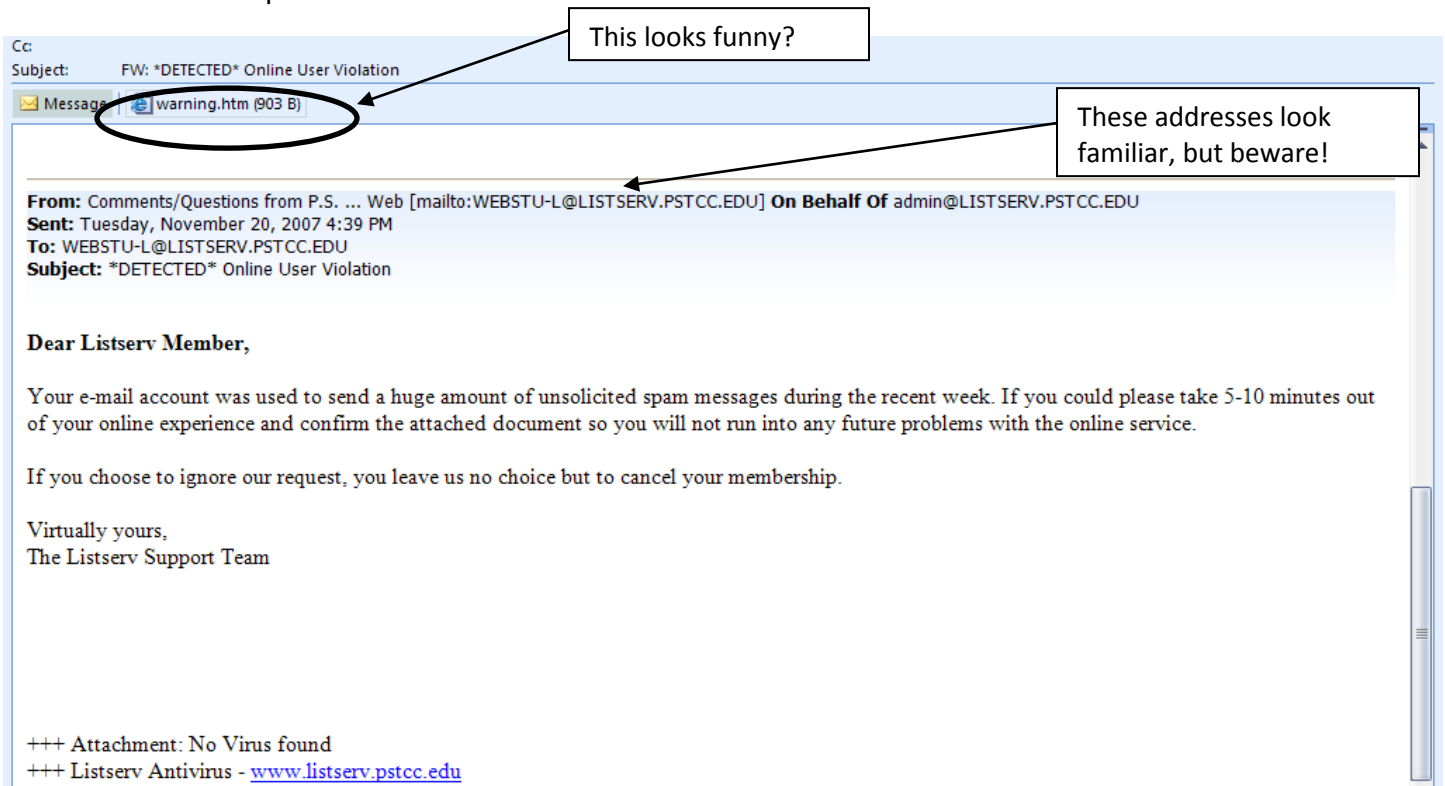 This looks funny?
Cc:
Subject: FW: *DETECTED* Online User Violation
Message warning.htm (903 B)
These addresses look
familiar, but beware!
From: Comments/Questions from P.S. ... Web [mailto:WEBSTU-L@LISTSERV.PSTCC.EDU] On Behalf Of admin@LISTSERV.PSTCC.EDU
Sent: Tuesday, November 20, 2007 4:39 PM
To: WEBSTU-L@LISTSERV.PSTCC.EDU
Subject: *DETECTED* Online User Violation
Dear Listserv Member,
Your e-mail account was used to send a huge amount of unsolicited spam messages during the recent week. If you could please take 5-10 minutes out
of your online experience and confirm the attached document so you will not run into any future problems with the online service.
If you choose to ignore our request, you leave us no choice but to cancel your membership.
Virtually yours,
The Listserv Support Team
+++ Attachment: No Virus found
+++ Listserv Antivirus - www.listserv.pstcc.edu